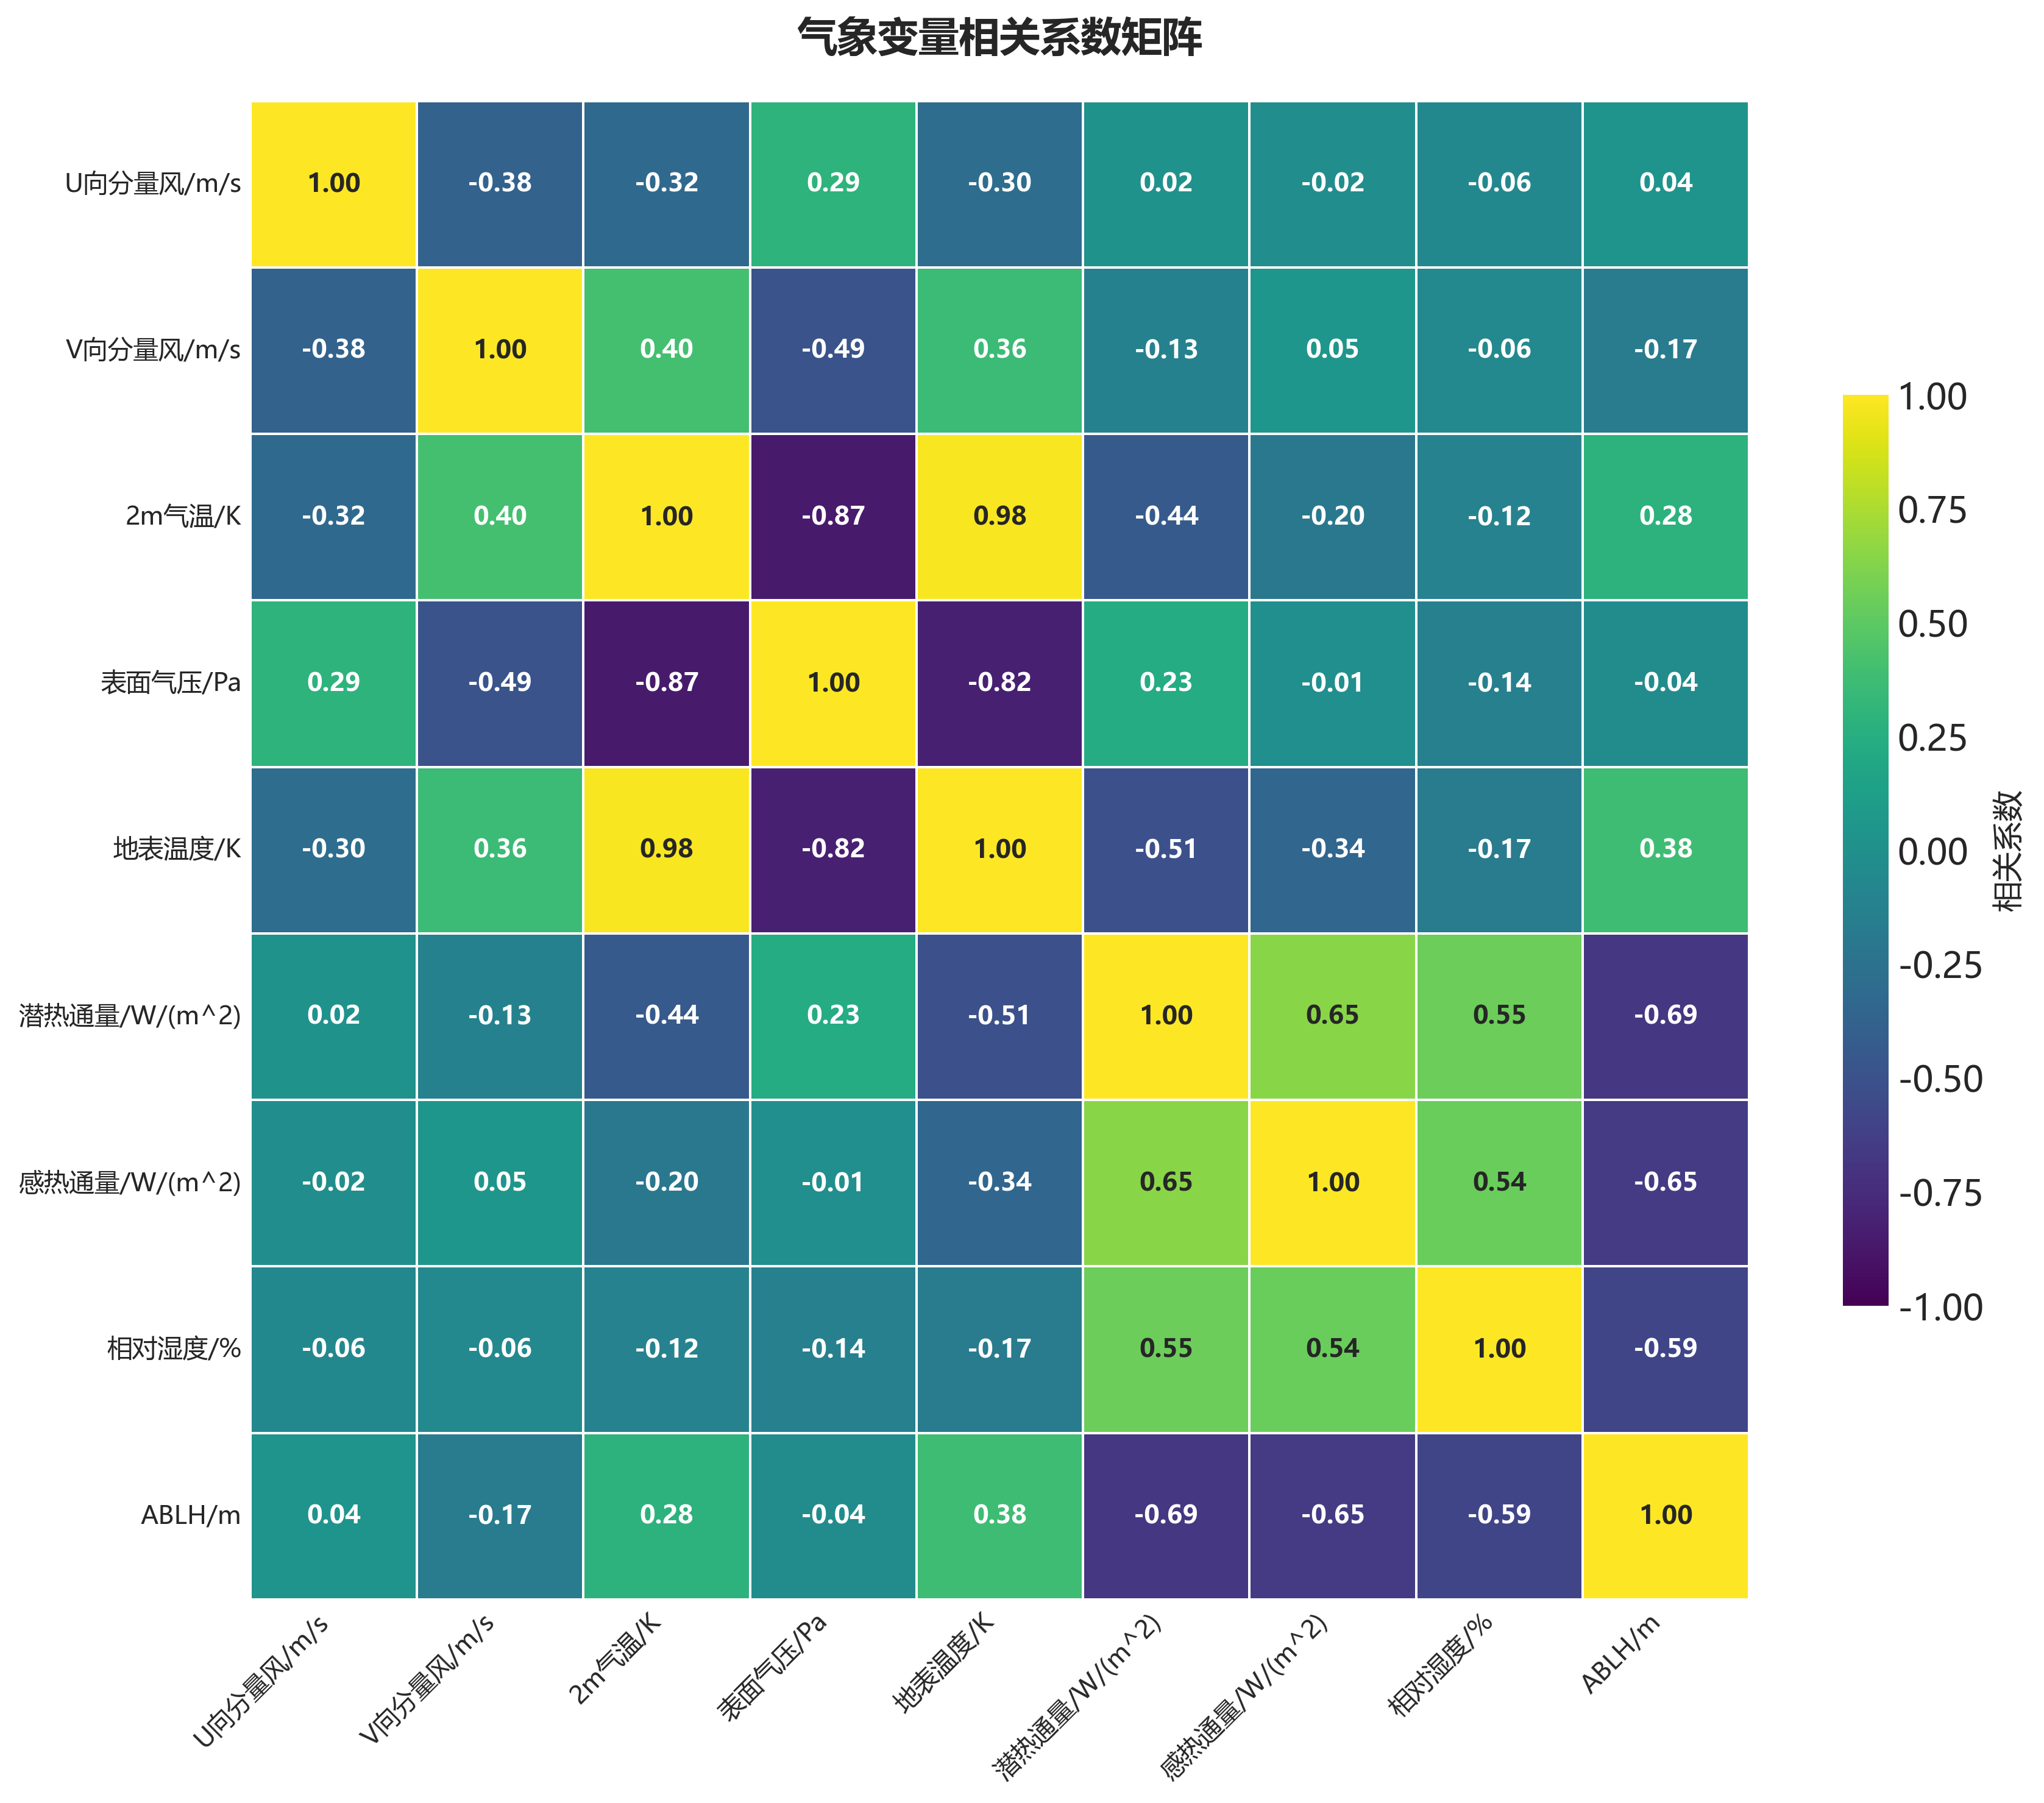 气象变量相关系数矩阵
U向分量风/m/s 1.00 -0.38 -0.32 0.29 -0.30 0.02 -0.02 -0.06 0.04
V向分量风/m/s -0.38 1.00 0.40 -0.49 0.36 -0.13 0.05 -0.06 -0.17
2m气温/K -0.32 0.40 1.00 -0.87 0.98 -0.44 -0.20 -0.12 0.28
表面气压/Pa 0.29 -0.49 -0.87 1.00 -0.82 0.23 -0.01 -0.14 -0.04
地表温度/K -0.30 0.36 0.98 -0.82 1.00 -0.51 -0.34 -0.17 0.38
潜热通量/W/(m^2) 0.02 -0.13 -0.44 0.23 -0.51 1.00 0.65 0.55 -0.69
感热通量/W/(m^2) -0.02 0.05 -0.20 -0.01 -0.34 0.65 1.00 0.54 -0.65
相对湿度/% -0.06 -0.06 -0.12 -0.14 -0.17 0.55 0.54 1.00 -0.59
ABLH/m 0.04 -0.17 0.28 -0.04 0.38 -0.69 -0.65 -0.59 1.00
U向分量风/m/s
V向分量风/m/s
2m气温/K
表面气压/Pa
地表温度/K
潜热通量/W/(m^2)
感热通量/W/(m^2)
相对湿度/%
ABLH/m
1.00
0.75
0.50
0.25
0.00
-0.25
-0.50
-0.75
-1.00
相关系数